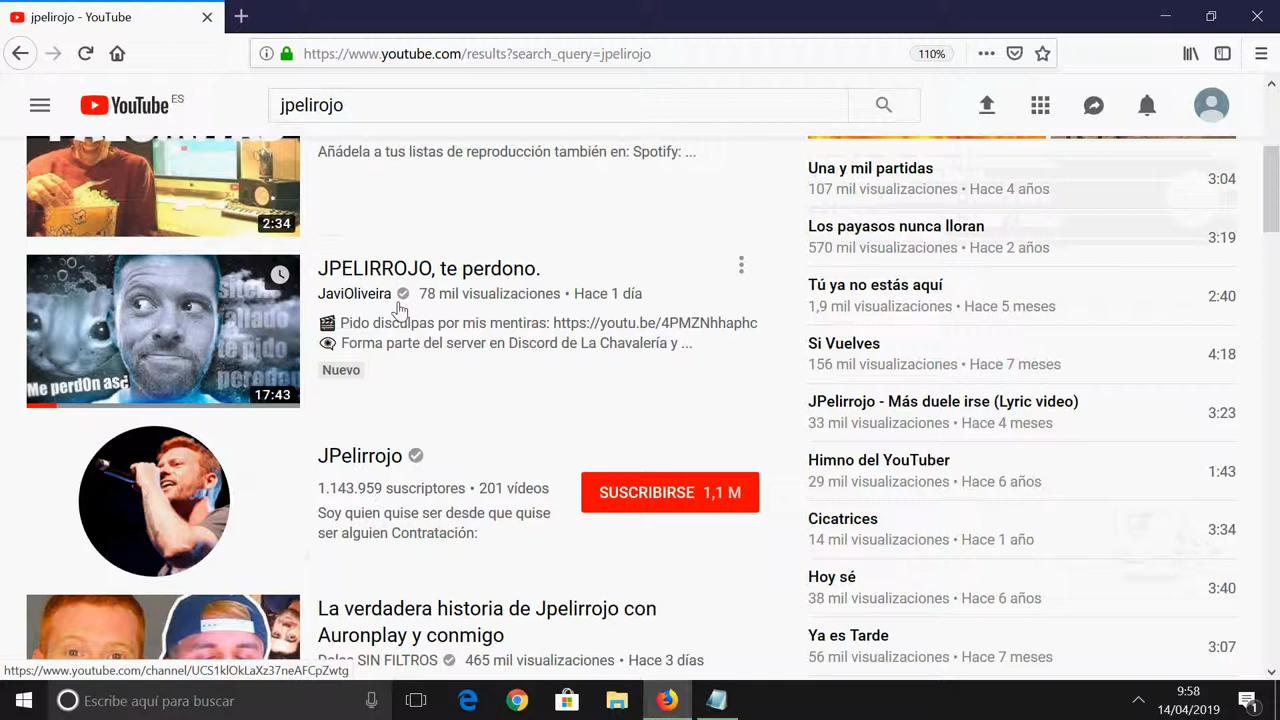 jpelirojo - YouTube
https://www.youtube.com/results?search_query=jpelirojo
110%
YouTube ES
jpelirojo
2:34
Añádela a tus listas de reproducción también en: Spotify: ...
JPELIRROJO, te perdono.
JaviOliveira 78 mil visualizaciones • Hace 1 día
Pido disculpas por mis mentiras: https://youtu.be/4PMZNhhaphc
Forma parte del server en Discord de La Chavalería y ...
Nuevo
Me perdOn asć
te pido
17:43
JPelirrojo
1.143.959 suscriptores • 201 vídeos
Soy quien quise ser desde que quise
ser alguien Contratación:
SUSCRIBIRSE 1,1 M
La verdadera historia de Jpelirrojo con
Auronplay y conmigo
SIN FILTROS 465 mil visualizaciones • Hace 3 días
Una y mil partidas
107 mil visualizaciones • Hace 4 años
3:04
Los payasos nunca lloran
570 mil visualizaciones • Hace 2 años
3:19
Tú ya no estás aquí
1,9 mil visualizaciones • Hace 5 meses
2:40
Si Vuelves
156 mil visualizaciones • Hace 7 meses
4:18
JPelirrojo - Más duele irse (Lyric video)
33 mil visualizaciones • Hace 4 meses
3:23
Himno del YouTuber
29 mil visualizaciones • Hace 6 años
1:43
Cicatrices
14 mil visualizaciones • Hace 1 año
3:34
Hoy sé
38 mil visualizaciones • Hace 6 años
3:40
Ya es Tarde
56 mil visualizaciones • Hace 7 meses
3:07
https://www.youtube.com/channel/UCS1klOkLaXz37neAFCpZwtg
Escribe aquí para buscar
9:58
14/04/2019
1